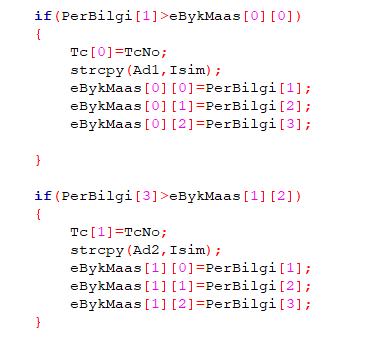 if(PerBilgi[1]>eBykMaas[0][0])
{
Tc[0]=TcNo;
strcpy(Ad1,Isim);
eBykMaas[0][0]=PerBilgi[1];
eBykMaas[0][1]=PerBilgi[2];
eBykMaas[0][2]=PerBilgi[3];
}
if(PerBilgi[3]>eBykMaas[1][2])
{
Tc[1]=TcNo;
strcpy(Ad2,Isim);
eBykMaas[1][0]=PerBilgi[1];
eBykMaas[1][1]=PerBilgi[2];
eBykMaas[1][2]=PerBilgi[3];
}